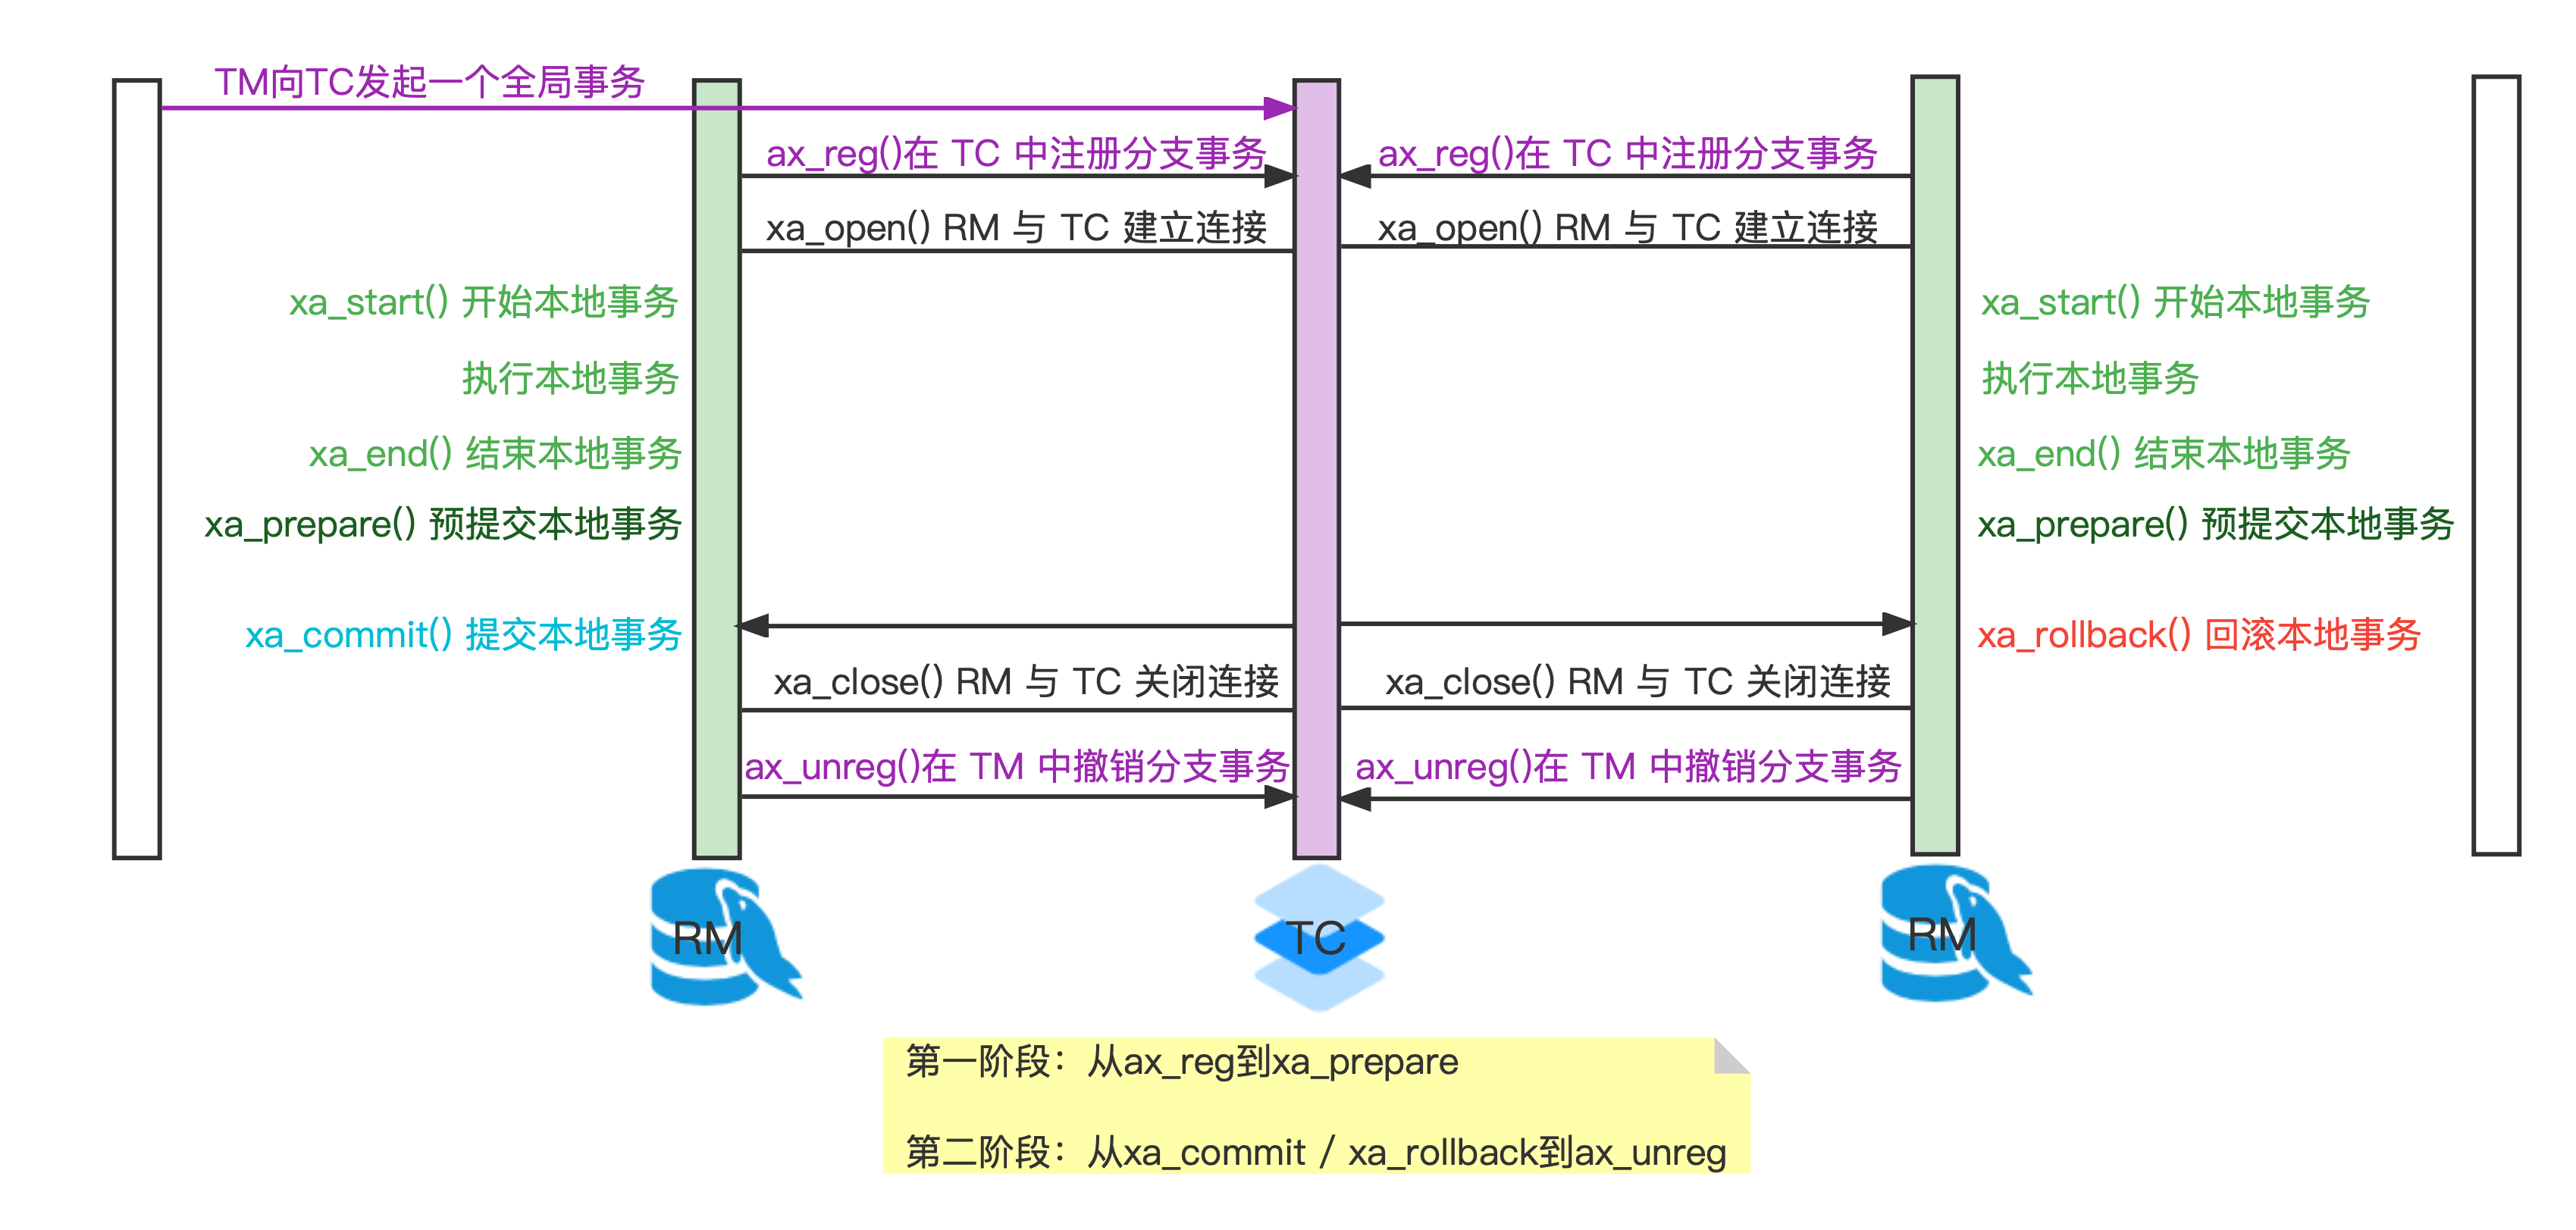 TM向TC发起一个全局事务
ax_reg()在 TC 中注册分支事务
ax_reg()在 TC 中注册分支事务
xa_open() RM 与 TC 建立连接
xa_open() RM 与 TC 建立连接
xa_start() 开始本地事务
xa_start() 开始本地事务
执行本地事务
执行本地事务
xa_end() 结束本地事务
xa_end() 结束本地事务
xa_prepare() 预提交本地事务
xa_prepare() 预提交本地事务
xa_commit() 提交本地事务
xa_rollback() 回滚本地事务
xa_close() RM 与 TC 关闭连接
xa_close() RM 与 TC 关闭连接
ax_unreg()在 TM 中撤销分支事务
ax_unreg()在 TM 中撤销分支事务
RM
TC
RM
第一阶段：从ax_reg到xa_prepare
第二阶段：从xa_commit / xa_rollback到ax_unreg